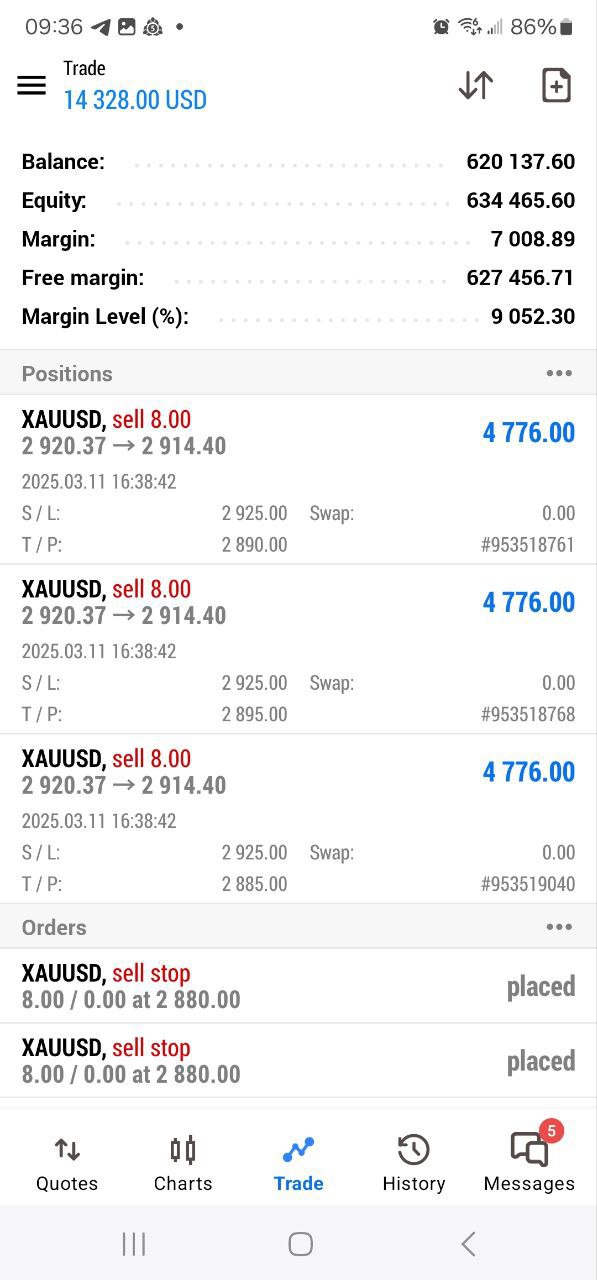 09:36 86%
Trade
14 328.00 USD
Balance: 620 137.60
Equity: 634 465.60
Margin: 7 008.89
Free margin: 627 456.71
Margin Level (%): 9 052.30
Positions
XAUUSD, sell 8.00
2 920.37 → 2 914.40 4 776.00
2025.03.11 16:38:42
S / L: 2 925.00 Swap: 0.00
T / P: 2 890.00 #953518761
XAUUSD, sell 8.00
2 920.37 → 2 914.40 4 776.00
2025.03.11 16:38:42
S / L: 2 925.00 Swap: 0.00
T / P: 2 895.00 #953518768
XAUUSD, sell 8.00
2 920.37 → 2 914.40 4 776.00
2025.03.11 16:38:42
S / L: 2 925.00 Swap: 0.00
T / P: 2 885.00 #953519040
Orders
XAUUSD, sell stop
8.00 / 0.00 at 2 880.00 placed
XAUUSD, sell stop
8.00 / 0.00 at 2 880.00 placed
5
Quotes Charts Trade History Messages